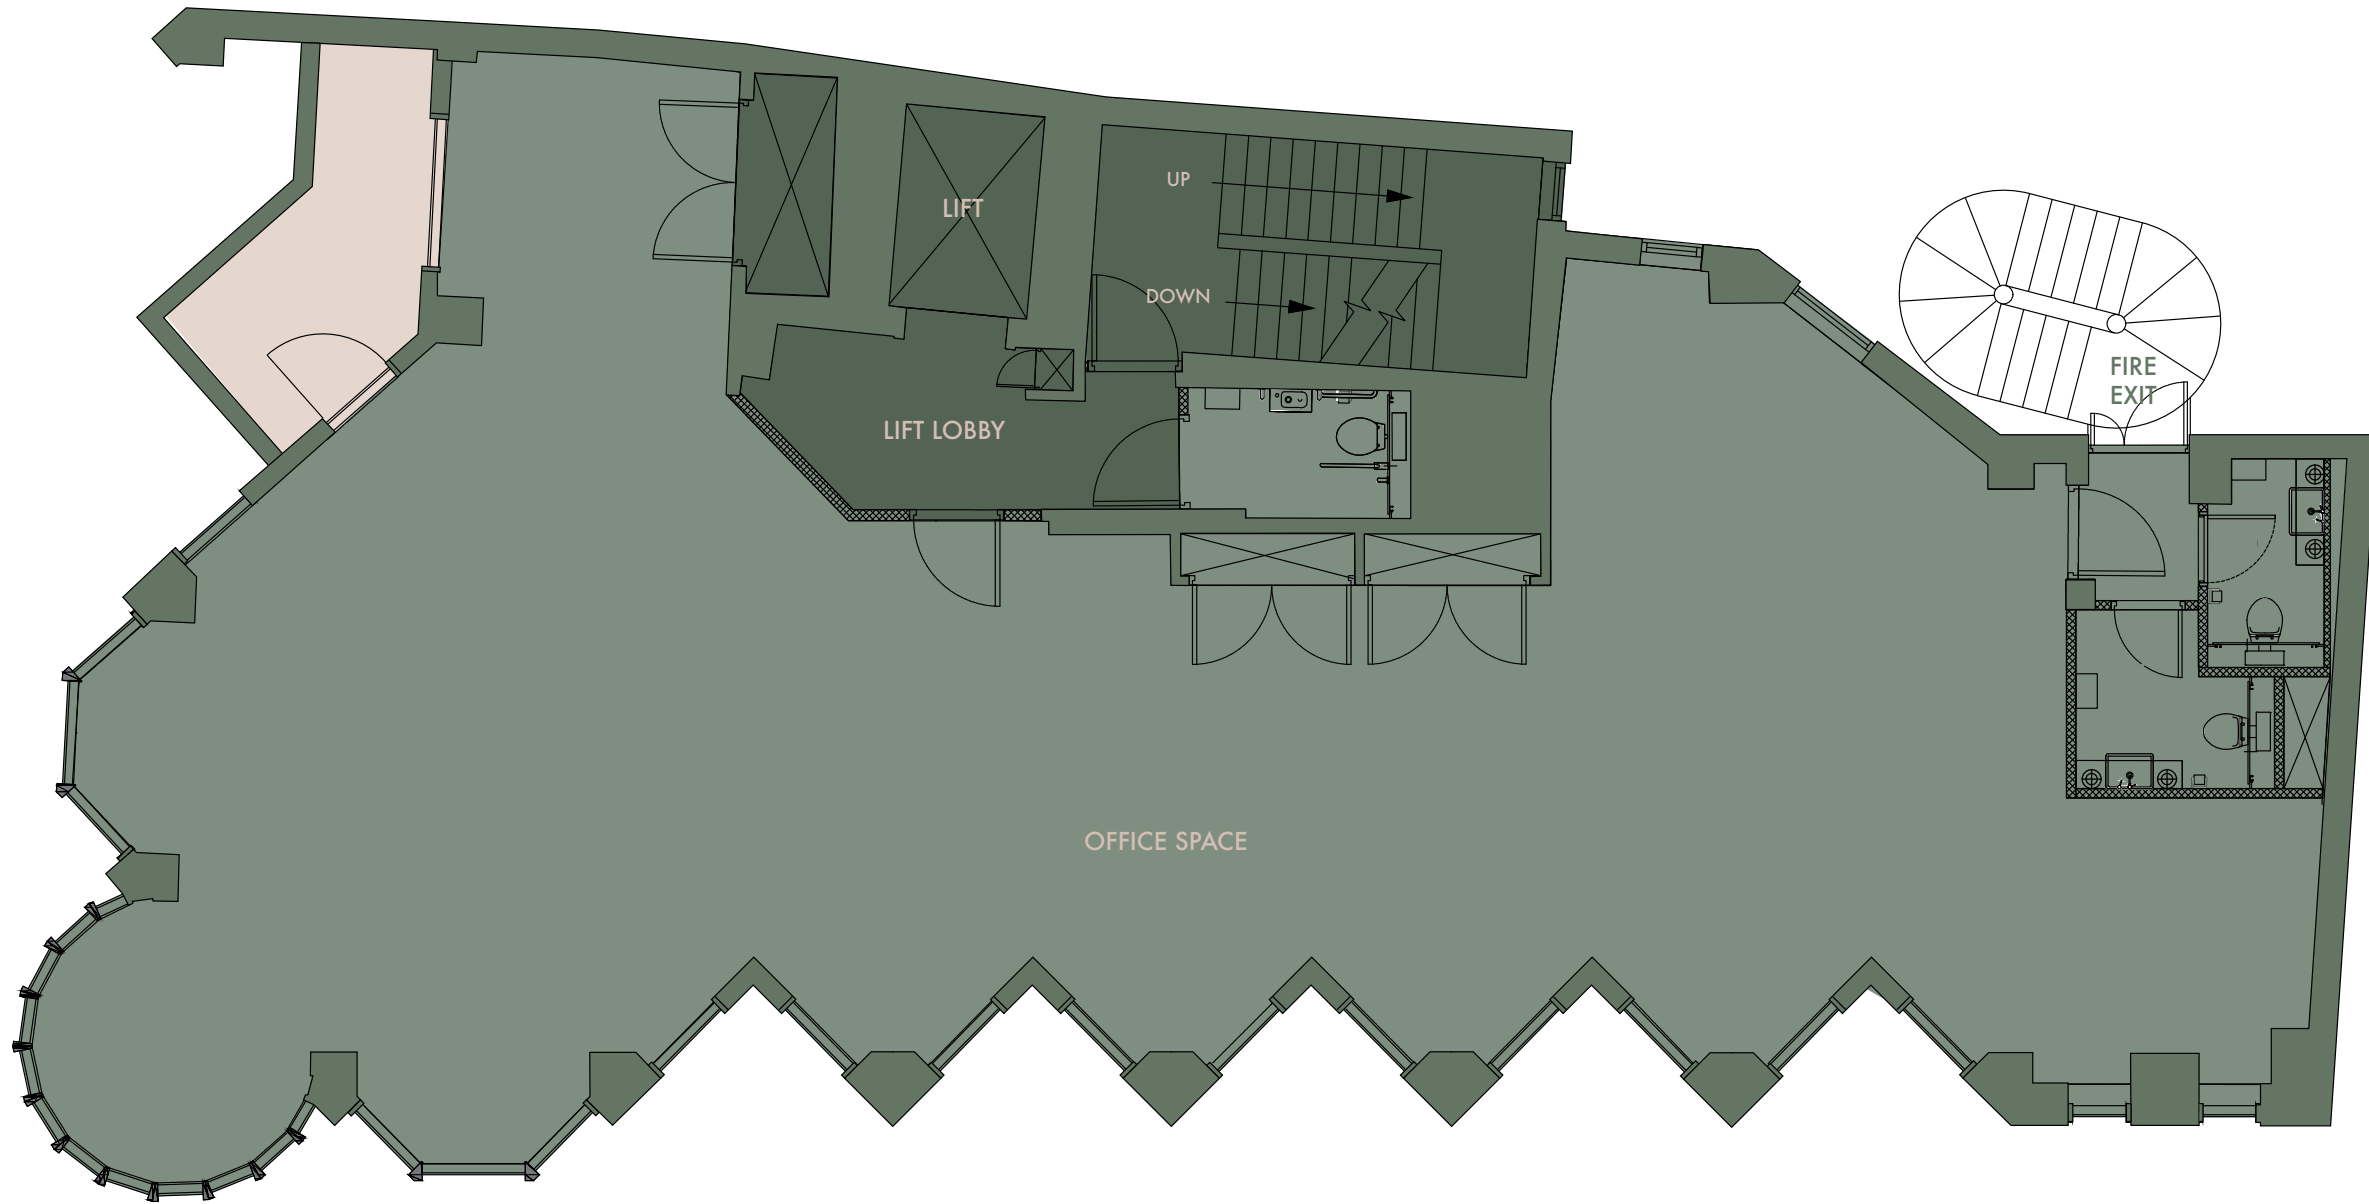 UP
LIFT
DOWN
FIRE
EXIT
LIFT LOBBY
OFFICE SPACE